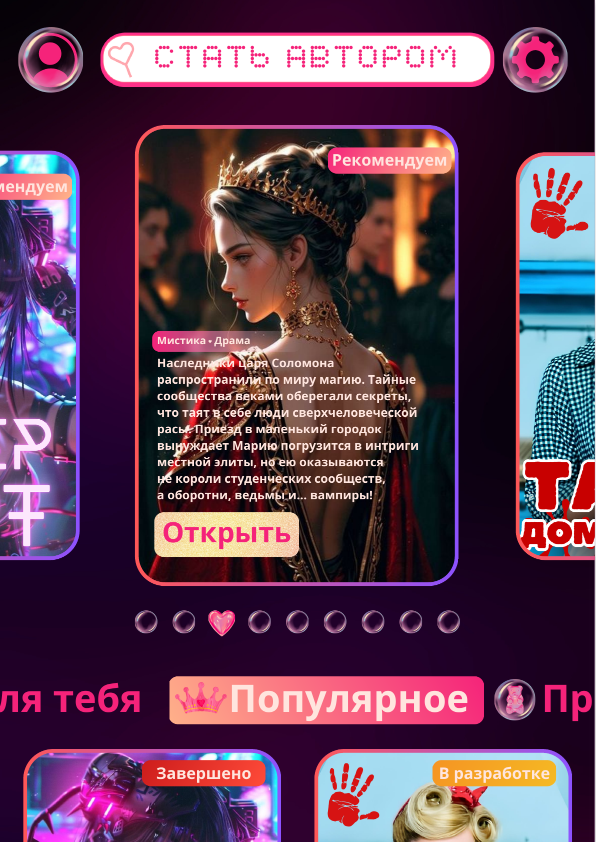 СТАТЬ АВТОРОМ
Рекомендуем
мендуем
Мистика • Драма
Наследники царя Соломона
распространили по миру магию. Тайные
сообщества веками оберегали секреты,
что таят в себе люди сверхчеловеческой
расы. Приезд в маленький городок
вынуждает Марию погрузится в интриги
местной элиты, но ею оказываются
не короли студенческих сообществ,
а оборотни, ведьмы и... вампиры!
Открыть
ЕР
Т
ТА
ДОМ
ля тебя
Популярное
Пр
Завершено
В разработке